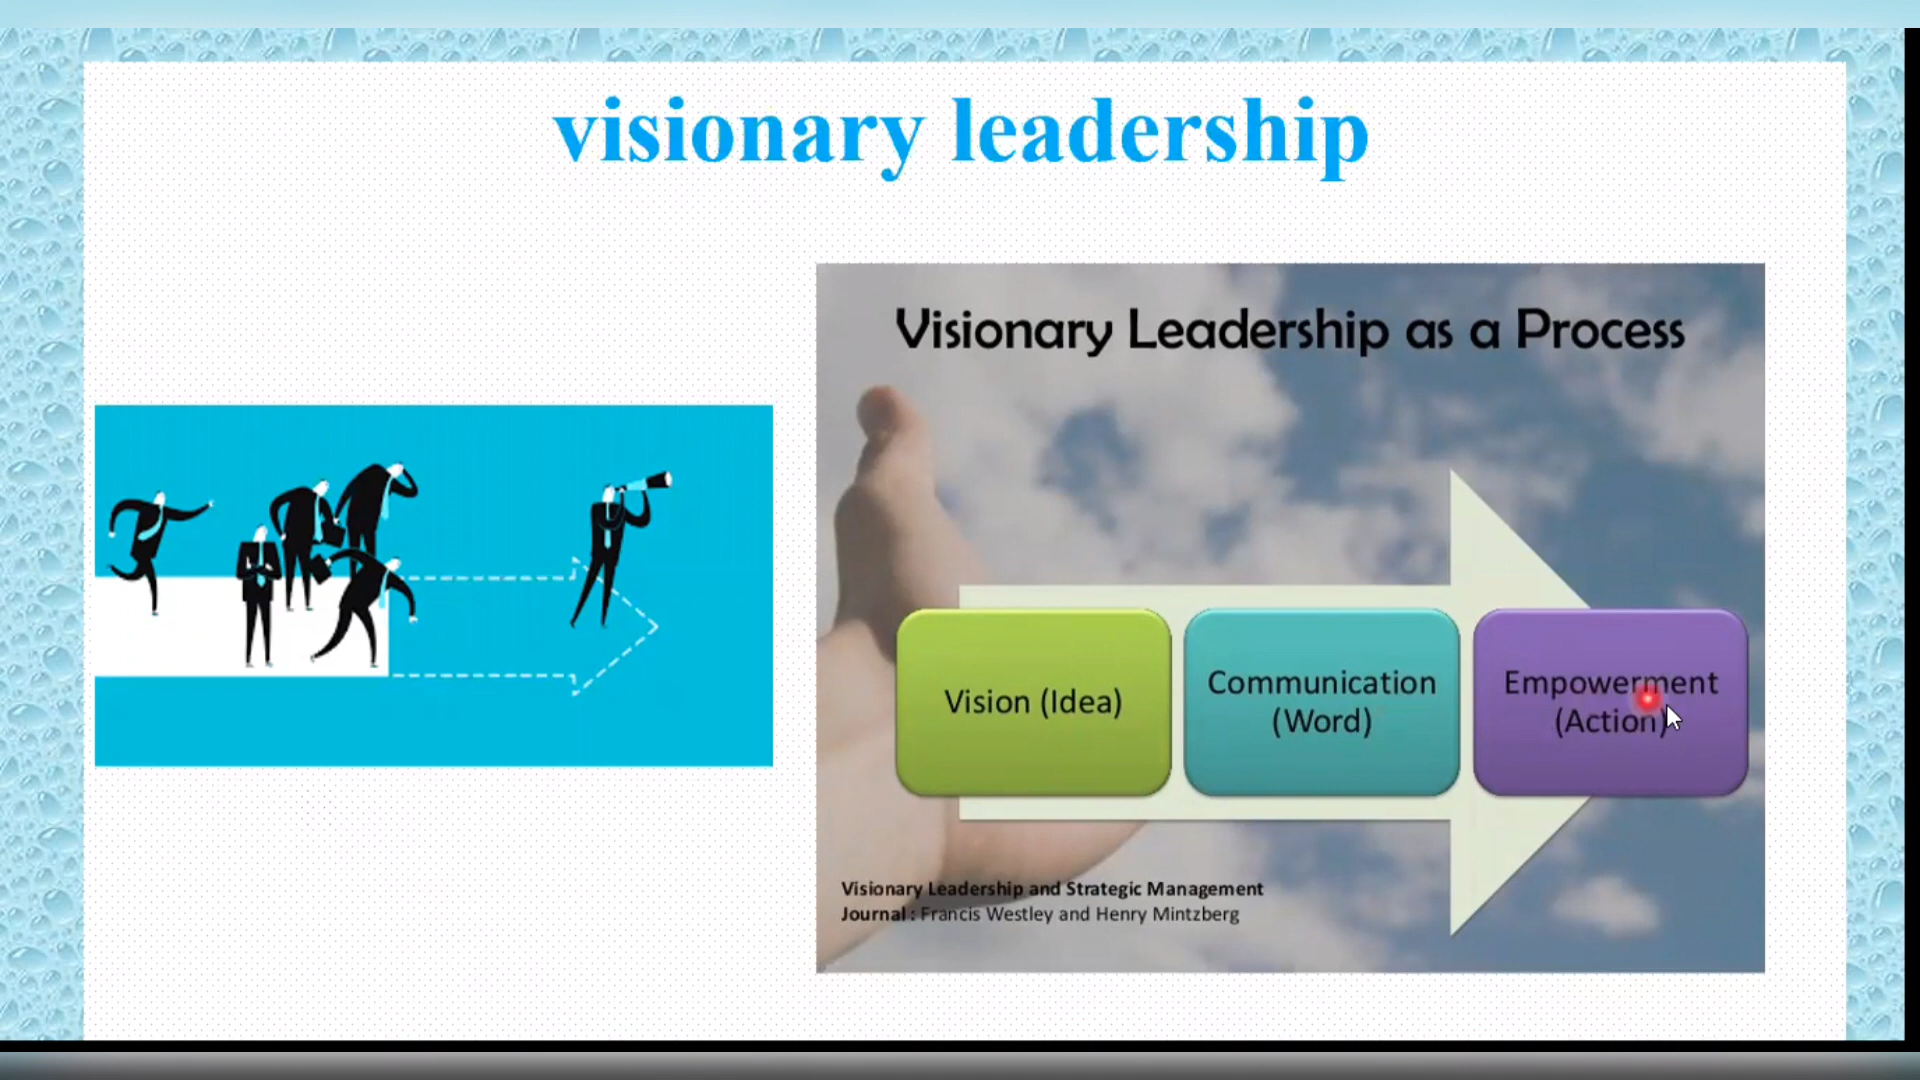 visionary leadership
Visionary Leadership as a Process
Vision (Idea)
Communication
(Word)
Empowerment
(Action)
Visionary Leadership and Strategic Management
Journal : Francis Westley and Henry Mintzberg